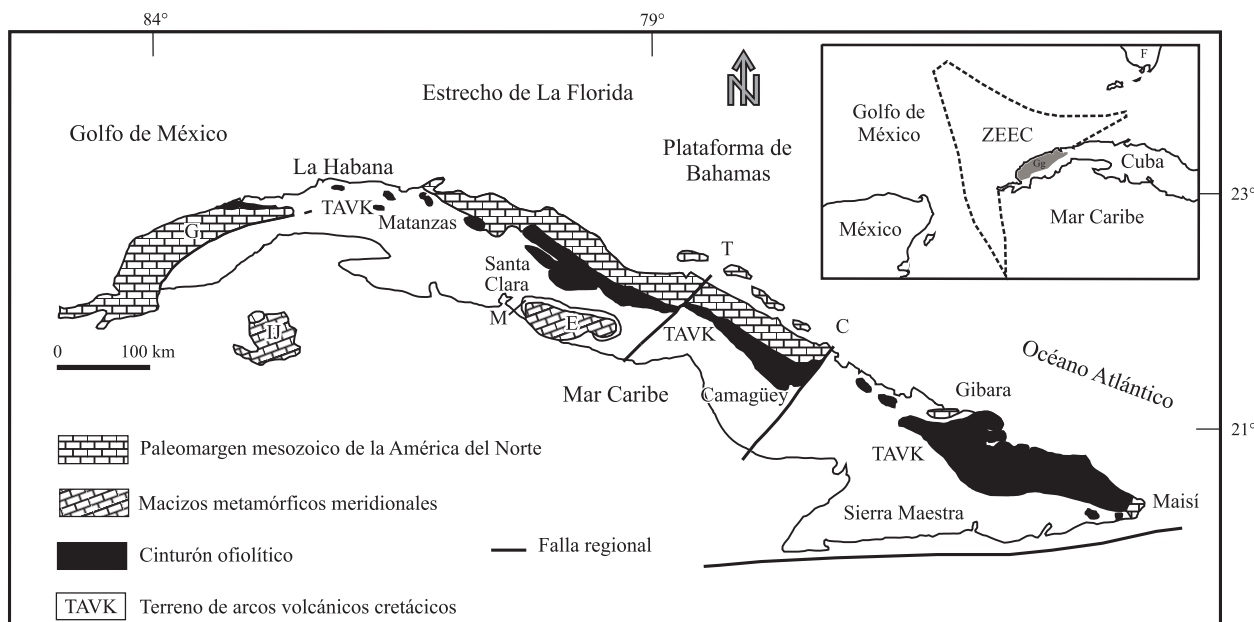 84°
79°
Estrecho de La Florida
Golfo de México
N
Plataforma de
Bahamas
La Habana
TAVK
Matanzas
G
Santa
Clara
M
E
IJ
T
TAVK
C
Camagüey
Mar Caribe
Océano Atlántico
Gibara
TAVK
Maisí
Sierra Maestra
23°
21°
F
Golfo de
México
ZEEC
Gg
Cuba
México
Mar Caribe
0 100 km
Paleomargen mesozoico de la América del Norte
Macizos metamórficos meridionales
Cinturón ofiolítico
Falla regional
TAVK Terreno de arcos volcánicos cretácicos